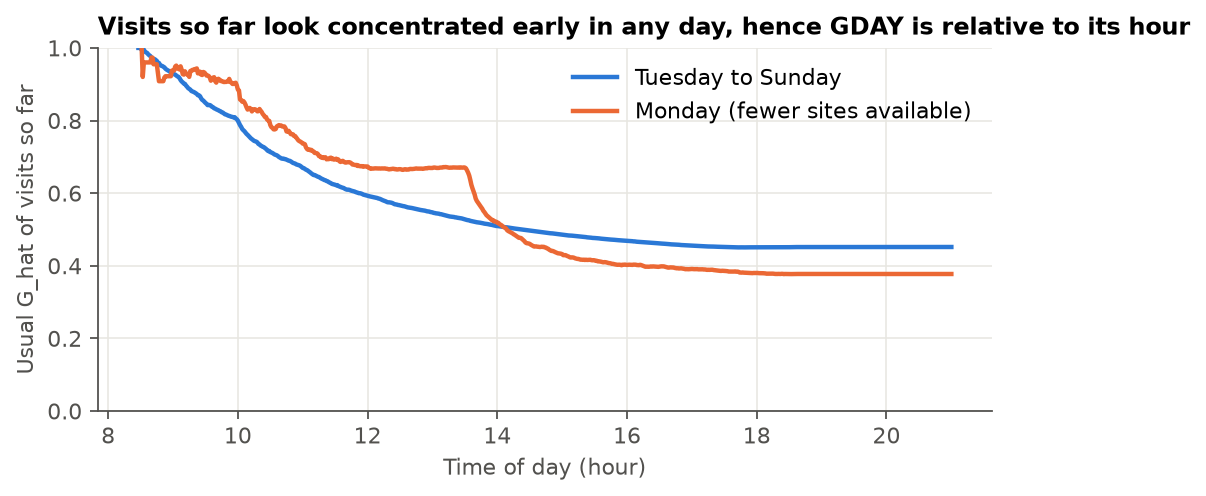 Visits so far look concentrated early in any day, hence GDAY is relative to its hour
Usual G_hat of visits so far
1.0
0.8
0.6
0.4
0.2
0.0
Tuesday to Sunday
Monday (fewer sites available)
8 10 12 14 16 18 20
Time of day (hour)